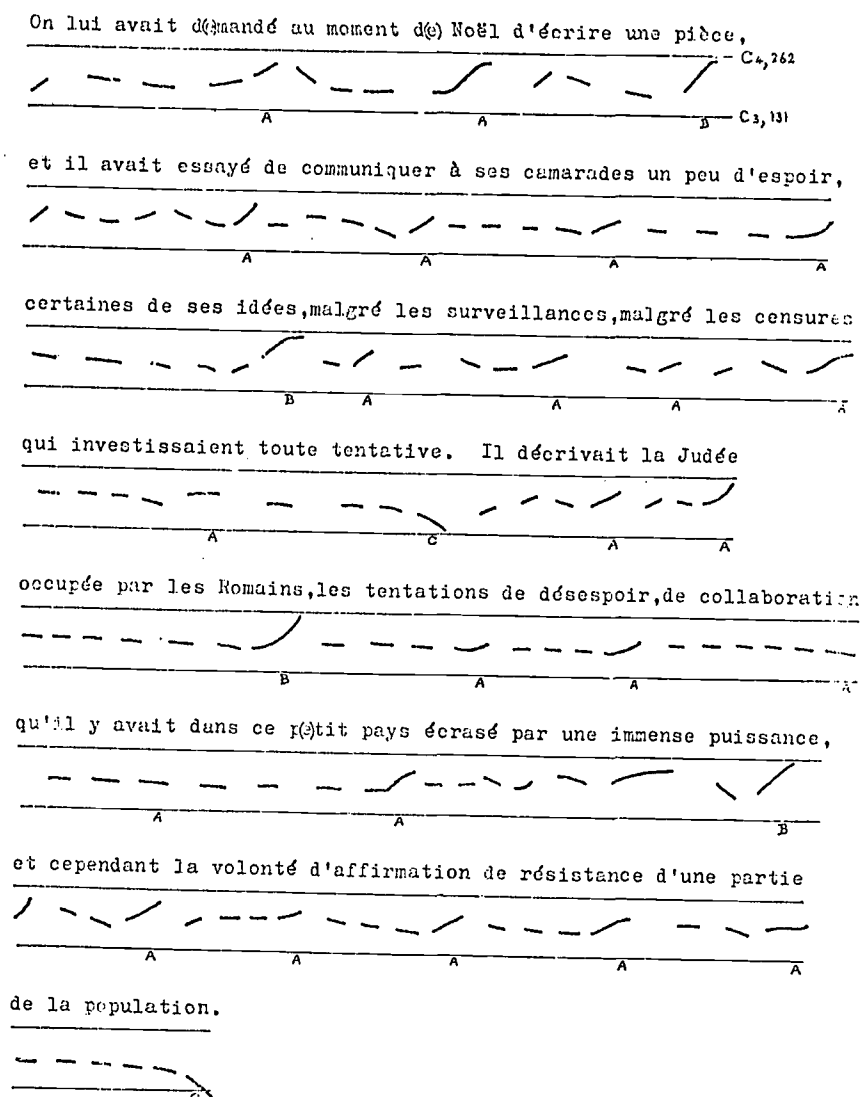 On lui avait d(e)mandé au moment d(e) Noël d'écrire une pièce,
C4,262
A A B C3,131
et il avait essayé de communiquer à ses camarades un peu d'espoir,
A A A A
certaines de ses idées,malgré les surveillances,malgré les censures
B A A A A
qui investissaient toute tentative. Il décrivait la Judée
A C A A
occupée par les Romains,les tentations de désespoir,de collaboration
B A A A
qu'il y avait dans ce p(e)tit pays écrasé par une immense puissance,
A A B
et cependant la volonté d'affirmation de résistance d'une partie
A A A A A
de la population.